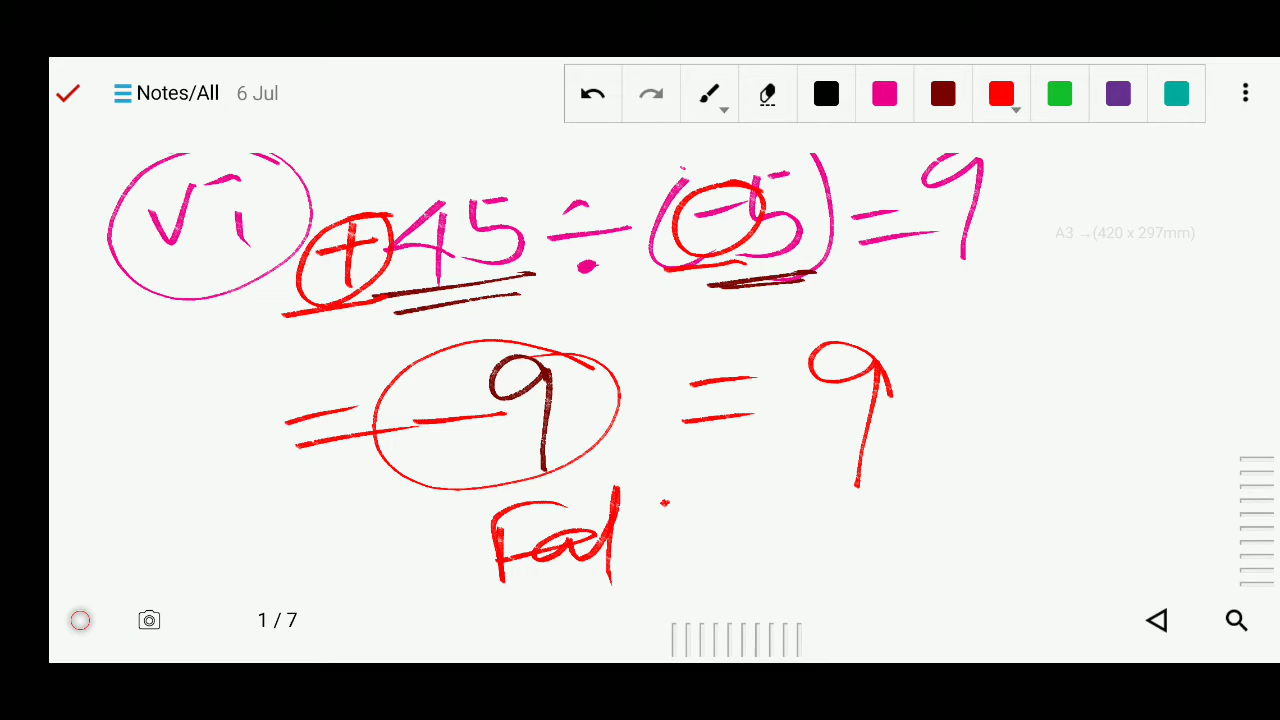 Notes/All 6 Jul
A3 →(420 x 297mm)
vi +45 ÷ (-5) = 9
= -9 = 9
Fal
1 / 7